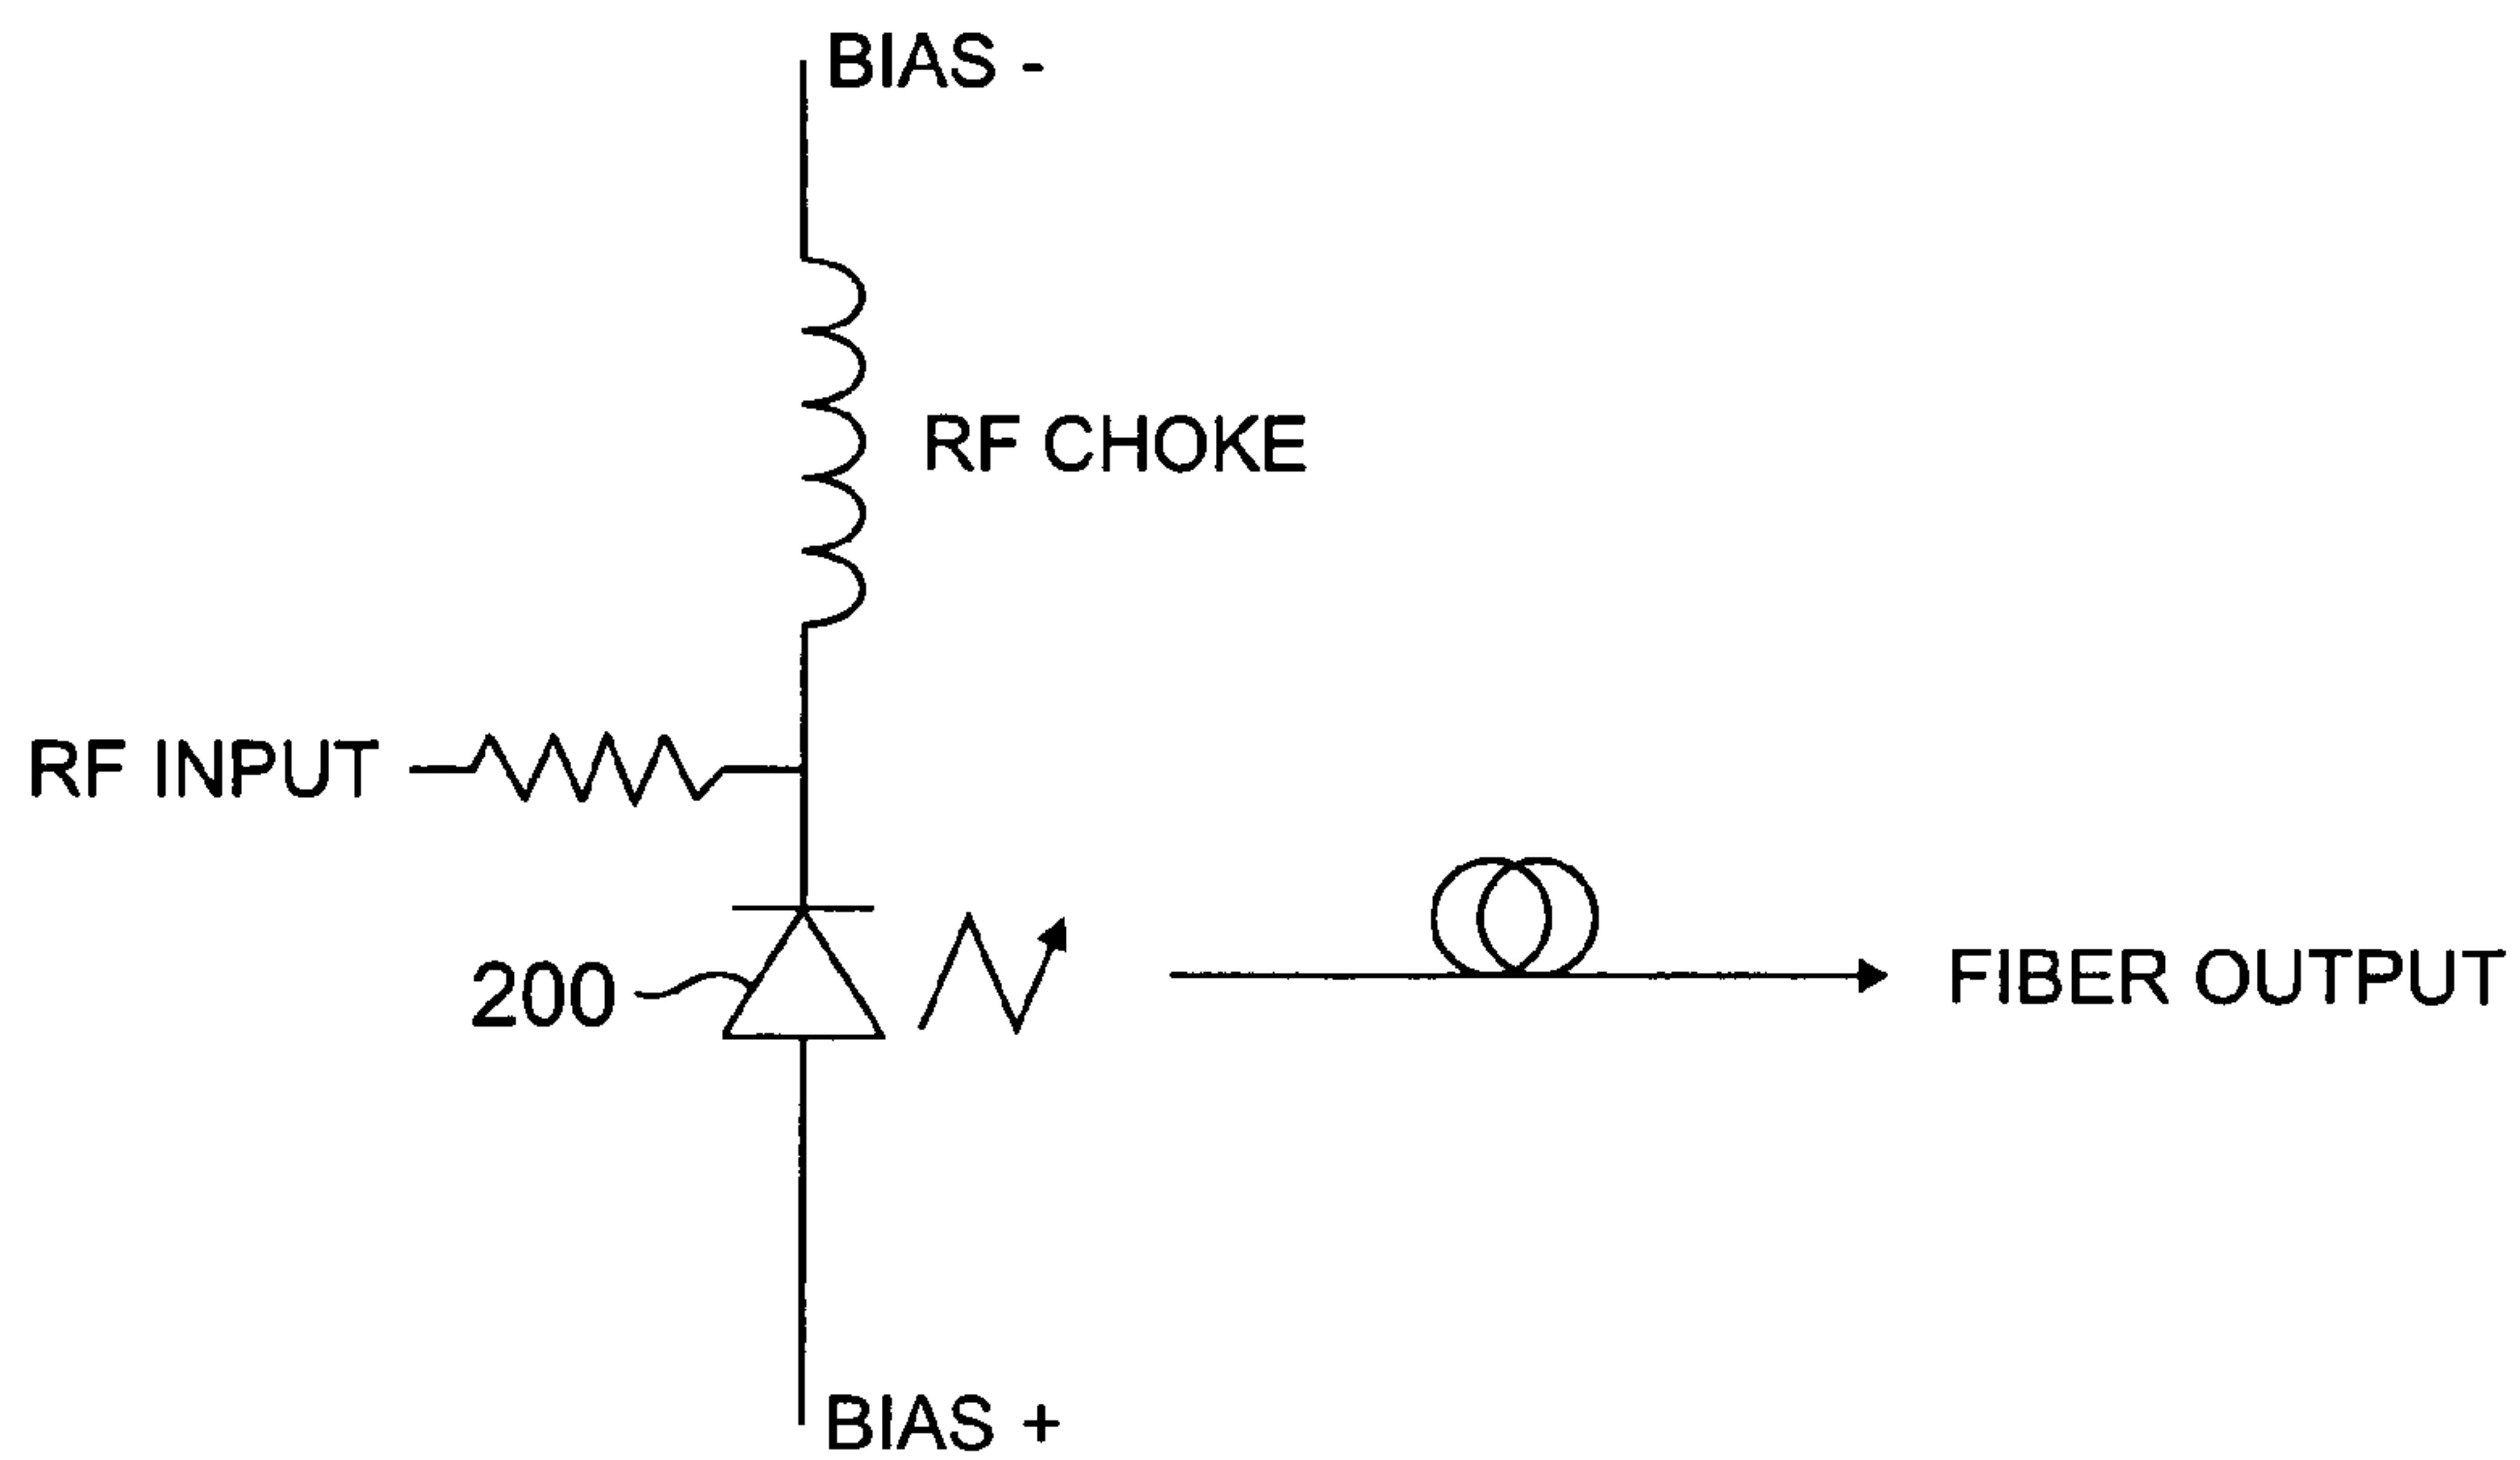 BIAS -
RF CHOKE
RF INPUT
200
FIBER OUTPUT
BIAS +